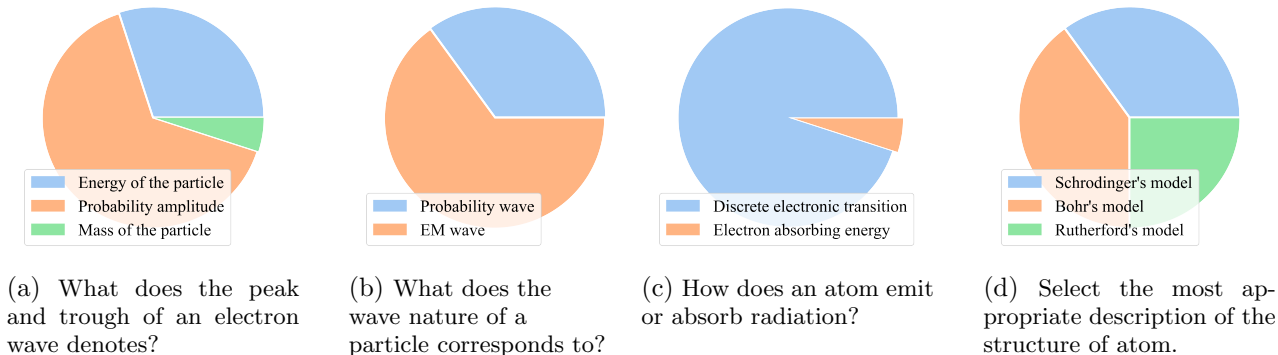 Energy of the particle
Probability amplitude
Mass of the particle
Probability wave
EM wave
Discrete electronic transition
Electron absorbing energy
Schrodinger's model
Bohr's model
Rutherford's model
(a) What does the peak
and trough of an electron
wave denotes?
(b) What does the
wave nature of a
particle corresponds to?
(c) How does an atom emit
or absorb radiation?
(d) Select the most ap-
propriate description of the
structure of atom.